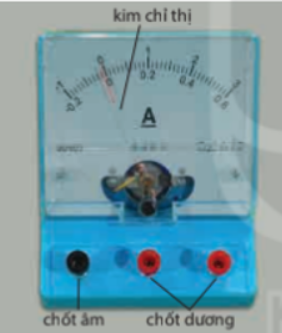 kim chỉ thị
-1 0 1 2 3
-0.2 0 0.2 0.4 0.6
A
chốt âm chốt dương